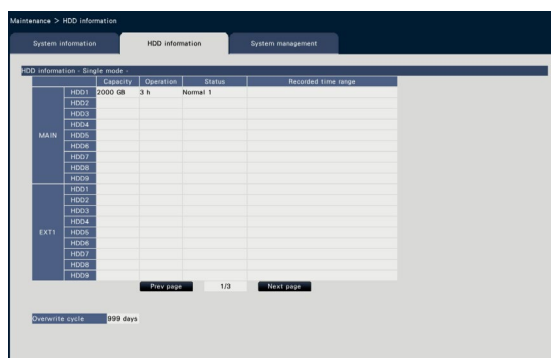 Maintenance > HDD information
System information HDD information System management
HDD information - Single mode -
Capacity Operation Status Recorded time range
MAIN
HDD1 2000 GB 3 h Normal 1
HDD2
HDD3
HDD4
HDD5
HDD6
HDD7
HDD8
HDD9
EXT1
HDD1
HDD2
HDD3
HDD4
HDD5
HDD6
HDD7
HDD8
HDD9
Prev page 1/3 Next page
Overwrite cycle 999 days